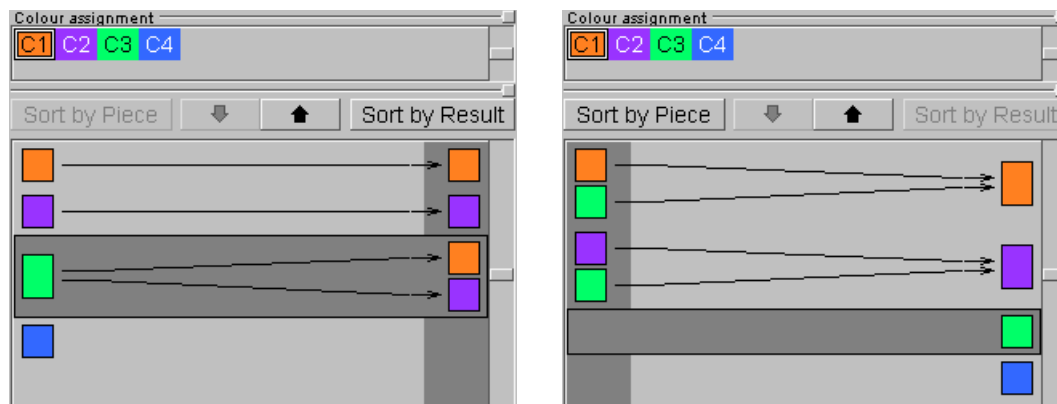 Colour assignment
C1 C2 C3 C4
Sort by Piece Sort by Result
Colour assignment
C1 C2 C3 C4
Sort by Piece Sort by Result